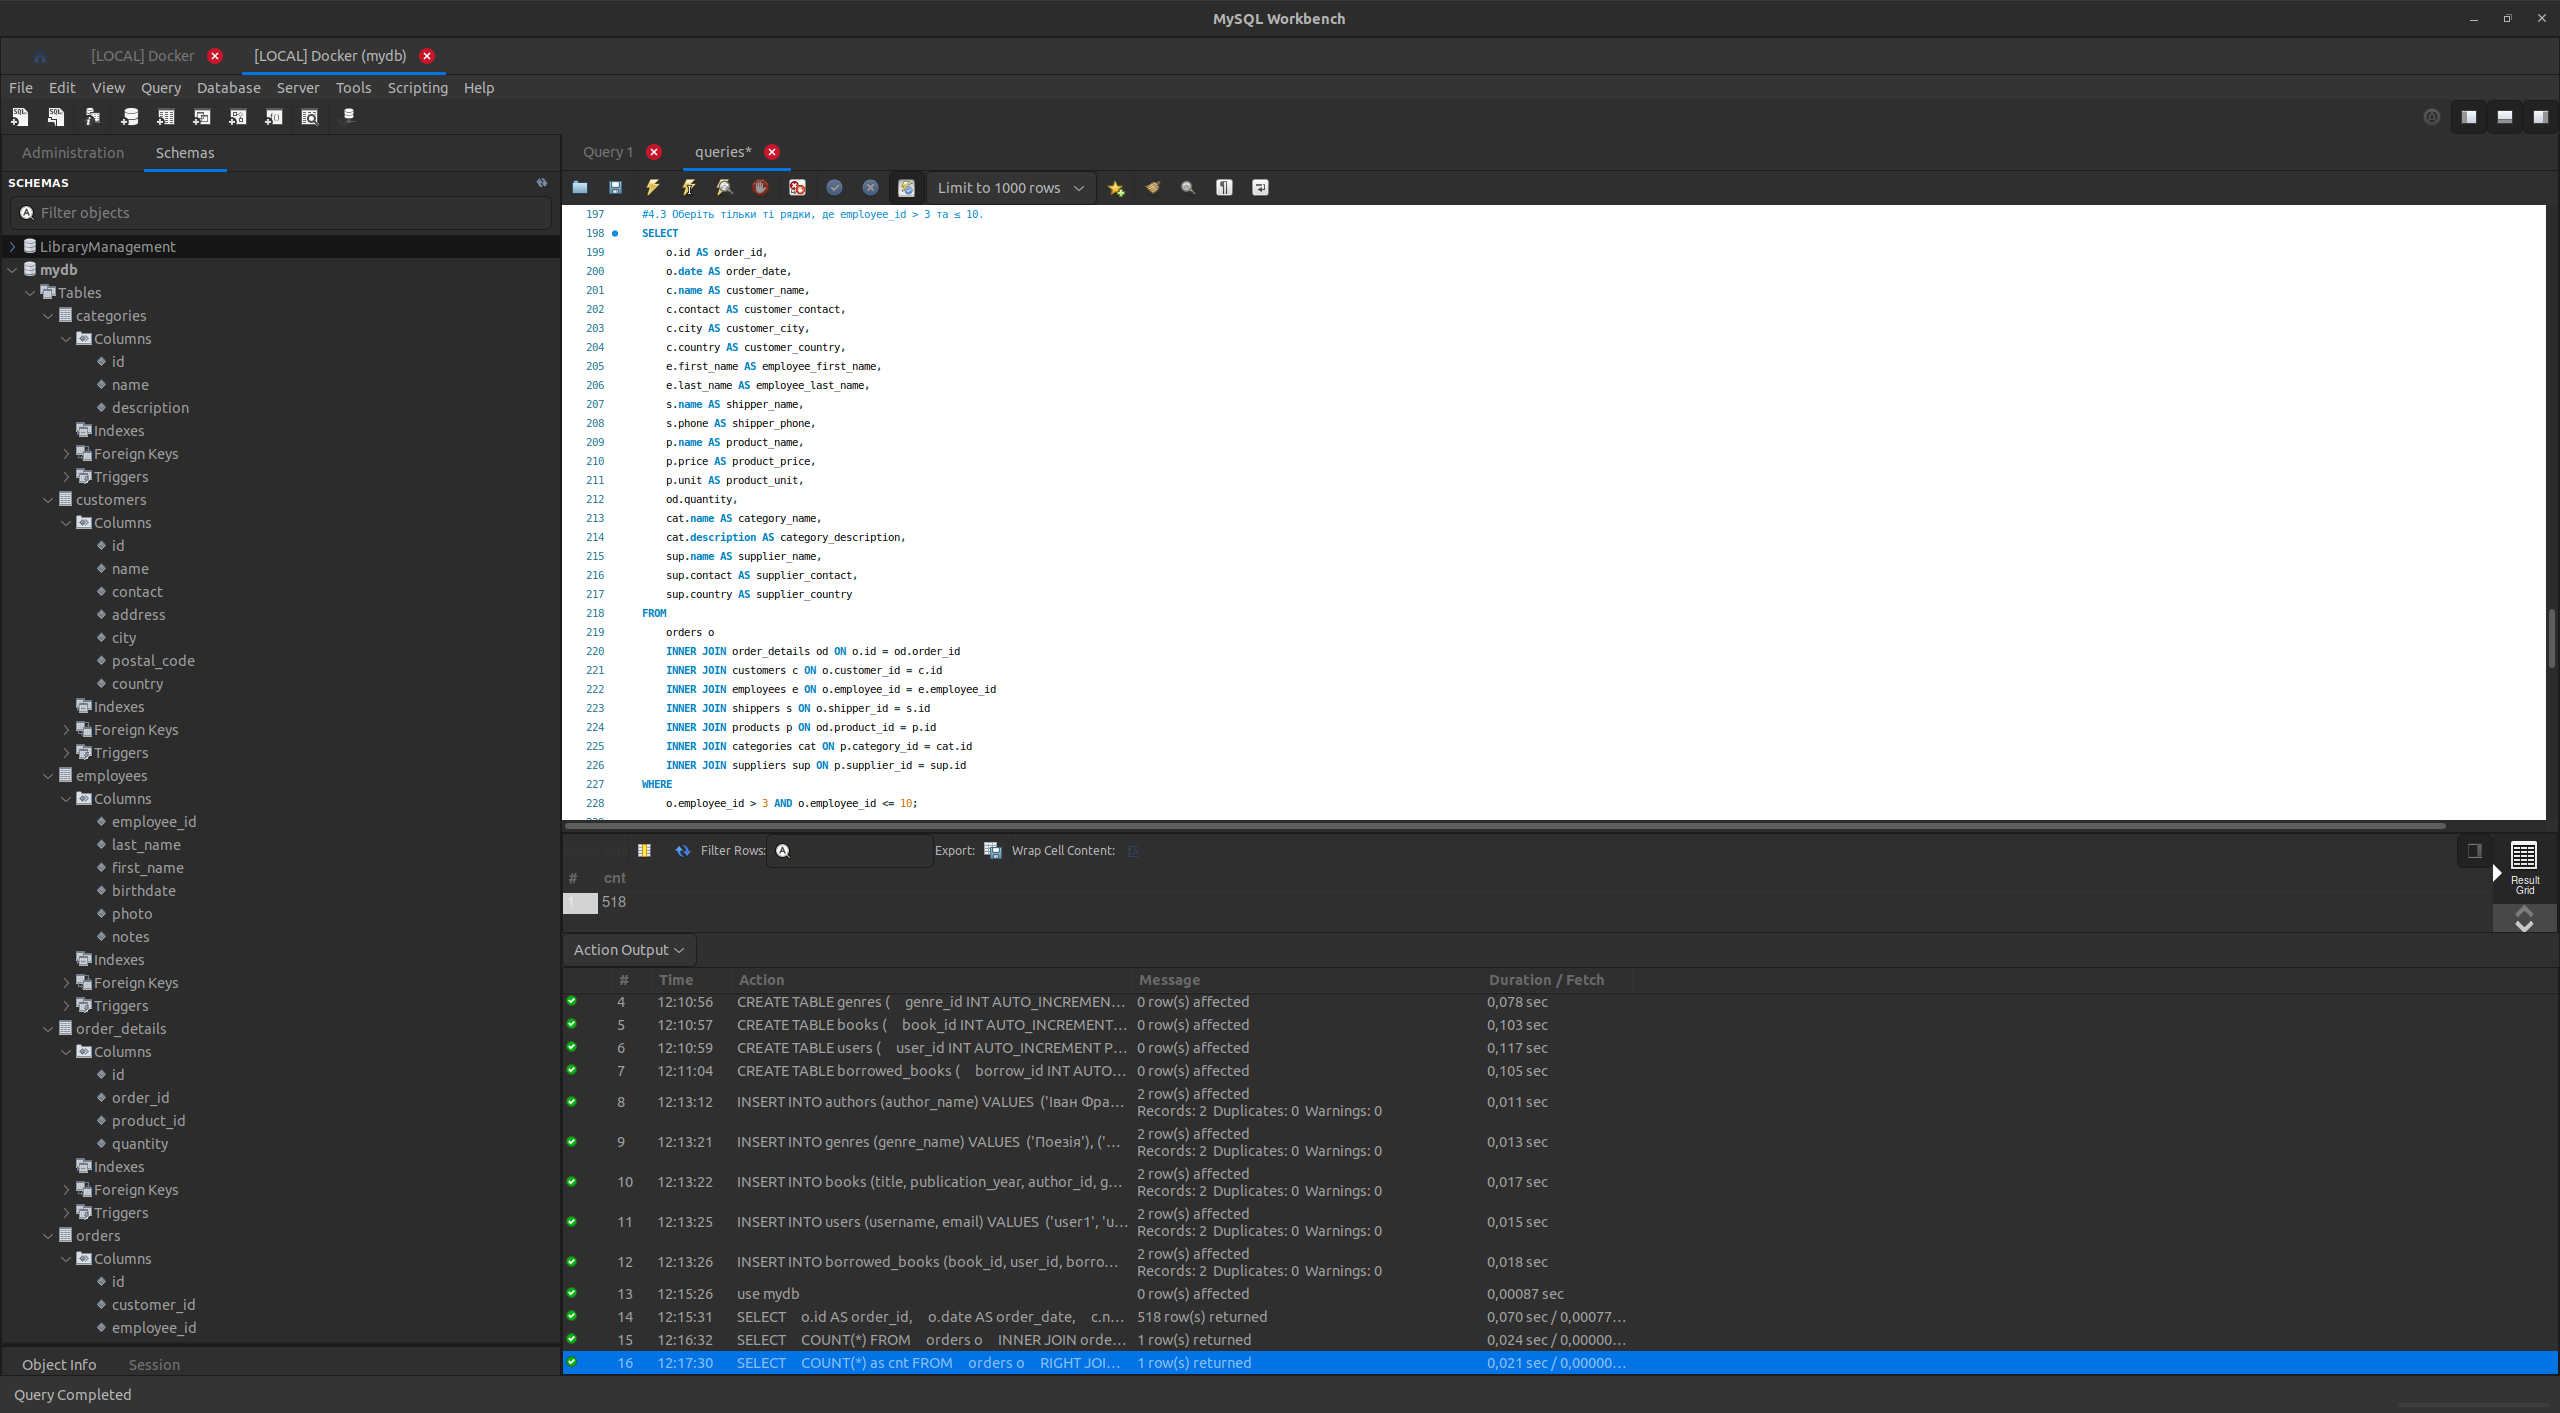 MySQL Workbench
[LOCAL] Docker
[LOCAL] Docker (mydb)
File Edit View Query Database Server Tools Scripting Help
Administration Schemas
SCHEMAS
Filter objects
LibraryManagement
mydb
Tables
categories
Columns
id
name
description
Indexes
Foreign Keys
Triggers
customers
Columns
id
name
contact
address
city
postal_code
country
Indexes
Foreign Keys
Triggers
employees
Columns
employee_id
last_name
first_name
birthdate
photo
notes
Indexes
Foreign Keys
Triggers
order_details
Columns
id
order_id
product_id
quantity
Indexes
Foreign Keys
Triggers
orders
Columns
id
customer_id
employee_id
Object Info Session
Query 1 queries*
Limit to 1000 rows
197 #4.3 Оберіть тільки ті рядки, де employee_id > 3 та ≤ 10.
198 SELECT
199 o.id AS order_id,
200 o.date AS order_date,
201 c.name AS customer_name,
202 c.contact AS customer_contact,
203 c.city AS customer_city,
204 c.country AS customer_country,
205 e.first_name AS employee_first_name,
206 e.last_name AS employee_last_name,
207 s.name AS shipper_name,
208 s.phone AS shipper_phone,
209 p.name AS product_name,
210 p.price AS product_price,
211 p.unit AS product_unit,
212 od.quantity,
213 cat.name AS category_name,
214 cat.description AS category_description,
215 sup.name AS supplier_name,
216 sup.contact AS supplier_contact,
217 sup.country AS supplier_country
218 FROM
219 orders o
220 INNER JOIN order_details od ON o.id = od.order_id
221 INNER JOIN customers c ON o.customer_id = c.id
222 INNER JOIN employees e ON o.employee_id = e.employee_id
223 INNER JOIN shippers s ON o.shipper_id = s.id
224 INNER JOIN products p ON od.product_id = p.id
225 INNER JOIN categories cat ON p.category_id = cat.id
226 INNER JOIN suppliers sup ON p.supplier_id = sup.id
227 WHERE
228 o.employee_id > 3 AND o.employee_id <= 10;
Filter Rows: Export: Wrap Cell Content:
# cnt
1 518
Result Grid
Action Output
# Time Action Message Duration / Fetch
4 12:10:56 CREATE TABLE genres ( genre_id INT AUTO_INCREMEN... 0 row(s) affected 0,078 sec
5 12:10:57 CREATE TABLE books ( book_id INT AUTO_INCREMENT... 0 row(s) affected 0,103 sec
6 12:10:59 CREATE TABLE users ( user_id INT AUTO_INCREMENT P... 0 row(s) affected 0,117 sec
7 12:11:04 CREATE TABLE borrowed_books ( borrow_id INT AUTO... 0 row(s) affected 0,105 sec
8 12:13:12 INSERT INTO authors (author_name) VALUES ('Іван Фра... 2 row(s) affected Records: 2 Duplicates: 0 Warnings: 0 0,011 sec
9 12:13:21 INSERT INTO genres (genre_name) VALUES ('Поезія'), ('... 2 row(s) affected Records: 2 Duplicates: 0 Warnings: 0 0,013 sec
10 12:13:22 INSERT INTO books (title, publication_year, author_id, g... 2 row(s) affected Records: 2 Duplicates: 0 Warnings: 0 0,017 sec
11 12:13:25 INSERT INTO users (username, email) VALUES ('user1', 'u... 2 row(s) affected Records: 2 Duplicates: 0 Warnings: 0 0,015 sec
12 12:13:26 INSERT INTO borrowed_books (book_id, user_id, borro... 2 row(s) affected Records: 2 Duplicates: 0 Warnings: 0 0,018 sec
13 12:15:26 use mydb 0 row(s) affected 0,00087 sec
14 12:15:31 SELECT o.id AS order_id, o.date AS order_date, c.n... 518 row(s) returned 0,070 sec / 0,00077...
15 12:16:32 SELECT COUNT(*) FROM orders o INNER JOIN orde... 1 row(s) returned 0,024 sec / 0,00000...
16 12:17:30 SELECT COUNT(*) as cnt FROM orders o RIGHT JOI... 1 row(s) returned 0,021 sec / 0,00000...
Query Completed